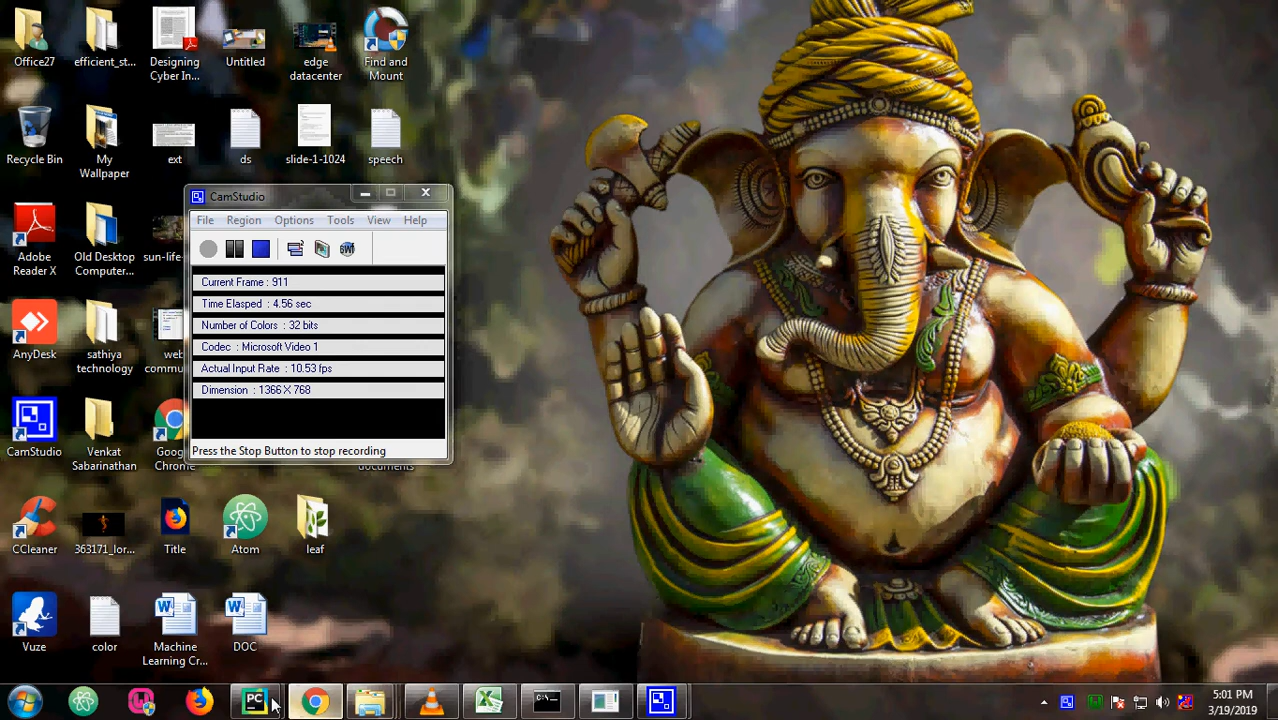 Office27
efficient_st...
Designing
Cyber In...
Untitled
edge
datacenter
Find and
Mount
Recycle Bin
My
Wallpaper
ext
ds
slide-1-1024
speech
CamStudio
File Region Options Tools View Help
Current Frame : 911
Time Elasped : 4.56 sec
Number of Colors : 32 bits
Codec : Microsoft Video 1
Actual Input Rate : 10.53 fps
Dimension : 1366 X 768
Press the Stop Button to stop recording
Adobe
Reader X
Old Desktop
Computer...
sun-life
AnyDesk
sathiya
technology
web
commu
CamStudio
Venkat
Sabarinathan
Goog
Chrome
documents
CCleaner
363171_lor...
Title
Atom
leaf
Vuze
color
Machine
Learning Cr...
DOC
PC
C:\_
5:01 PM
3/19/2019